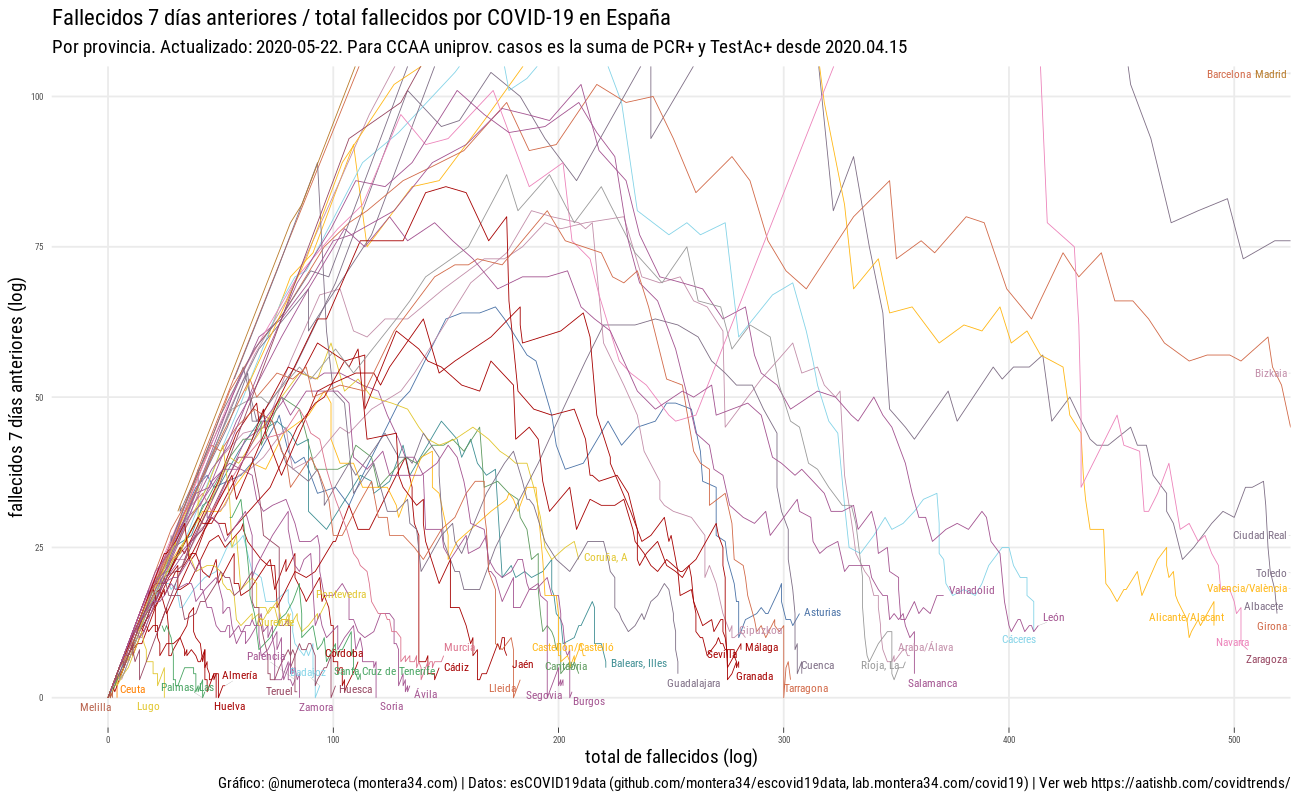 Fallecidos 7 días anteriores / total fallecidos por COVID-19 en España
Por provincia. Actualizado: 2020-05-22. Para CCAA uniprov. casos es la suma de PCR+ y TestAc+ desde 2020.04.15
fallecidos 7 días anteriores (log)
100
75
50
25
0
Barcelona Madrid
Bizkaia
Ciudad Real
Coruña, A
Toledo
Valencia/València
Pontevedra
Valladolid
Albacete
Asturias
León
Alicante/Alacant
Girona
Gipuzkoa
Cáceres
Navarra
Murcia
Castellón/Castelló
Sevilla
Málaga
Araba/Álava
Palencia
Córdoba
Zaragoza
Badajoz
Santa Cruz de Tenerife
Cádiz
Jaén
Cantabria
Balears, Illes
Cuenca
Rioja, La
Almería
Granada
Guadalajara
Salamanca
Ceuta
Palmas, Las
Teruel
Huesca
Ávila
Lleida
Segovia
Burgos
Tarragona
Melilla
Lugo
Huelva
Zamora
Soria
0
100
200
300
400
500
total de fallecidos (log)
Gráfico: @numeroteca (montera34.com) | Datos: esCOVID19data (github.com/montera34/escovid19data, lab.montera34.com/covid19) | Ver web https://aatishb.com/covidtrends/